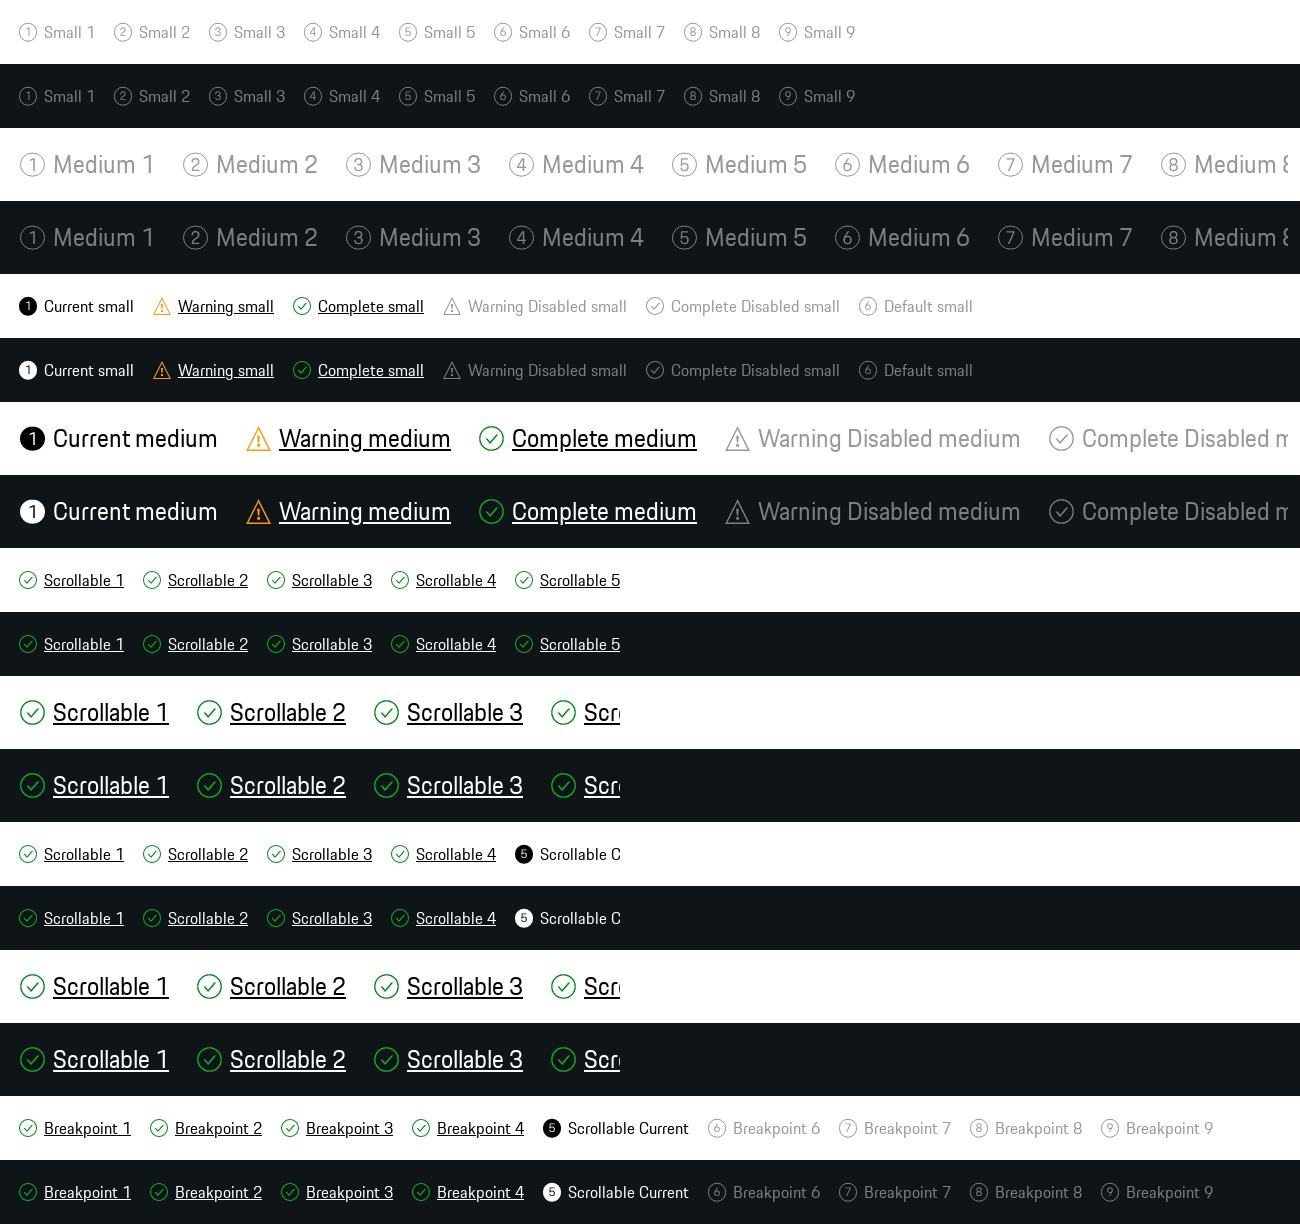 1 Small 1 2 Small 2 3 Small 3 4 Small 4 5 Small 5 6 Small 6 7 Small 7 8 Small 8 9 Small 9
1 Small 1 2 Small 2 3 Small 3 4 Small 4 5 Small 5 6 Small 6 7 Small 7 8 Small 8 9 Small 9
1 Medium 1 2 Medium 2 3 Medium 3 4 Medium 4 5 Medium 5 6 Medium 6 7 Medium 7 8 Medium 8
1 Medium 1 2 Medium 2 3 Medium 3 4 Medium 4 5 Medium 5 6 Medium 6 7 Medium 7 8 Medium 8
1 Current small Warning small Complete small Warning Disabled small Complete Disabled small 6 Default small
1 Current small Warning small Complete small Warning Disabled small Complete Disabled small 6 Default small
1 Current medium Warning medium Complete medium Warning Disabled medium Complete Disabled m
1 Current medium Warning medium Complete medium Warning Disabled medium Complete Disabled m
Scrollable 1 Scrollable 2 Scrollable 3 Scrollable 4 Scrollable 5
Scrollable 1 Scrollable 2 Scrollable 3 Scrollable 4 Scrollable 5
Scrollable 1 Scrollable 2 Scrollable 3 Scr
Scrollable 1 Scrollable 2 Scrollable 3 Scr
Scrollable 1 Scrollable 2 Scrollable 3 Scrollable 4 5 Scrollable C
Scrollable 1 Scrollable 2 Scrollable 3 Scrollable 4 5 Scrollable C
Scrollable 1 Scrollable 2 Scrollable 3 Scr
Scrollable 1 Scrollable 2 Scrollable 3 Scr
Breakpoint 1 Breakpoint 2 Breakpoint 3 Breakpoint 4 5 Scrollable Current 6 Breakpoint 6 7 Breakpoint 7 8 Breakpoint 8 9 Breakpoint 9
Breakpoint 1 Breakpoint 2 Breakpoint 3 Breakpoint 4 5 Scrollable Current 6 Breakpoint 6 7 Breakpoint 7 8 Breakpoint 8 9 Breakpoint 9